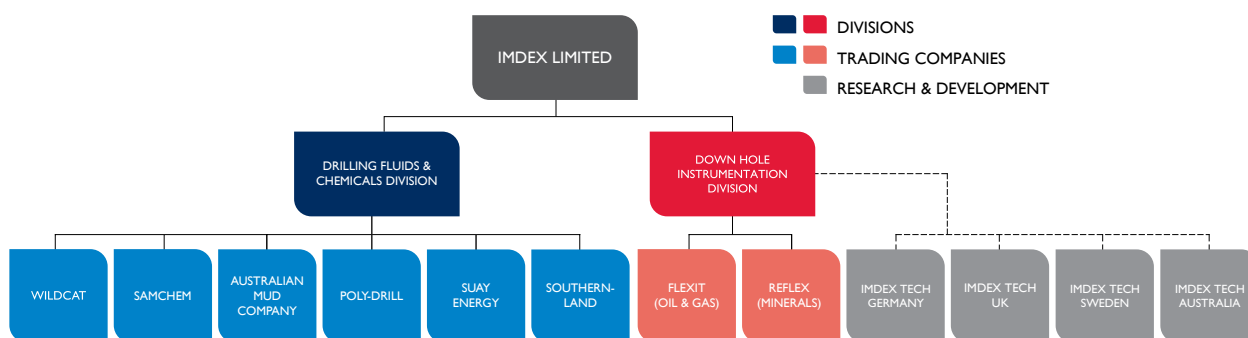 IMDEX LIMITED
DIVISIONS
TRADING COMPANIES
RESEARCH & DEVELOPMENT
DRILLING FLUIDS &
CHEMICALS DIVISION
DOWN HOLE
INSTRUMENTATION
DIVISION
WILDCAT
SAMCHEM
AUSTRALIAN
MUD
COMPANY
POLY-DRILL
SUAY
ENERGY
SOUTHERN-
LAND
FLEXIT
(OIL & GAS)
REFLEX
(MINERALS)
IMDEX TECH
GERMANY
IMDEX TECH
UK
IMDEX TECH
SWEDEN
IMDEX TECH
AUSTRALIA